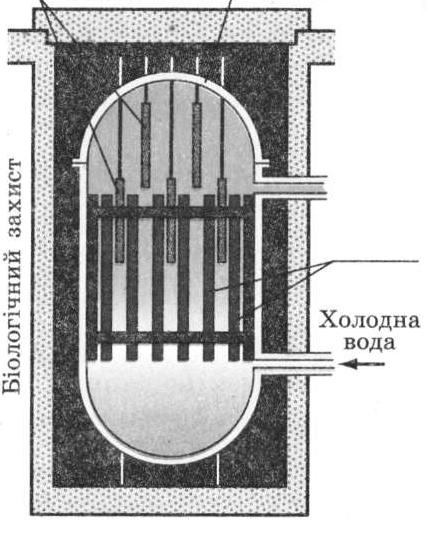 Біологічний захист
Холодна
вода